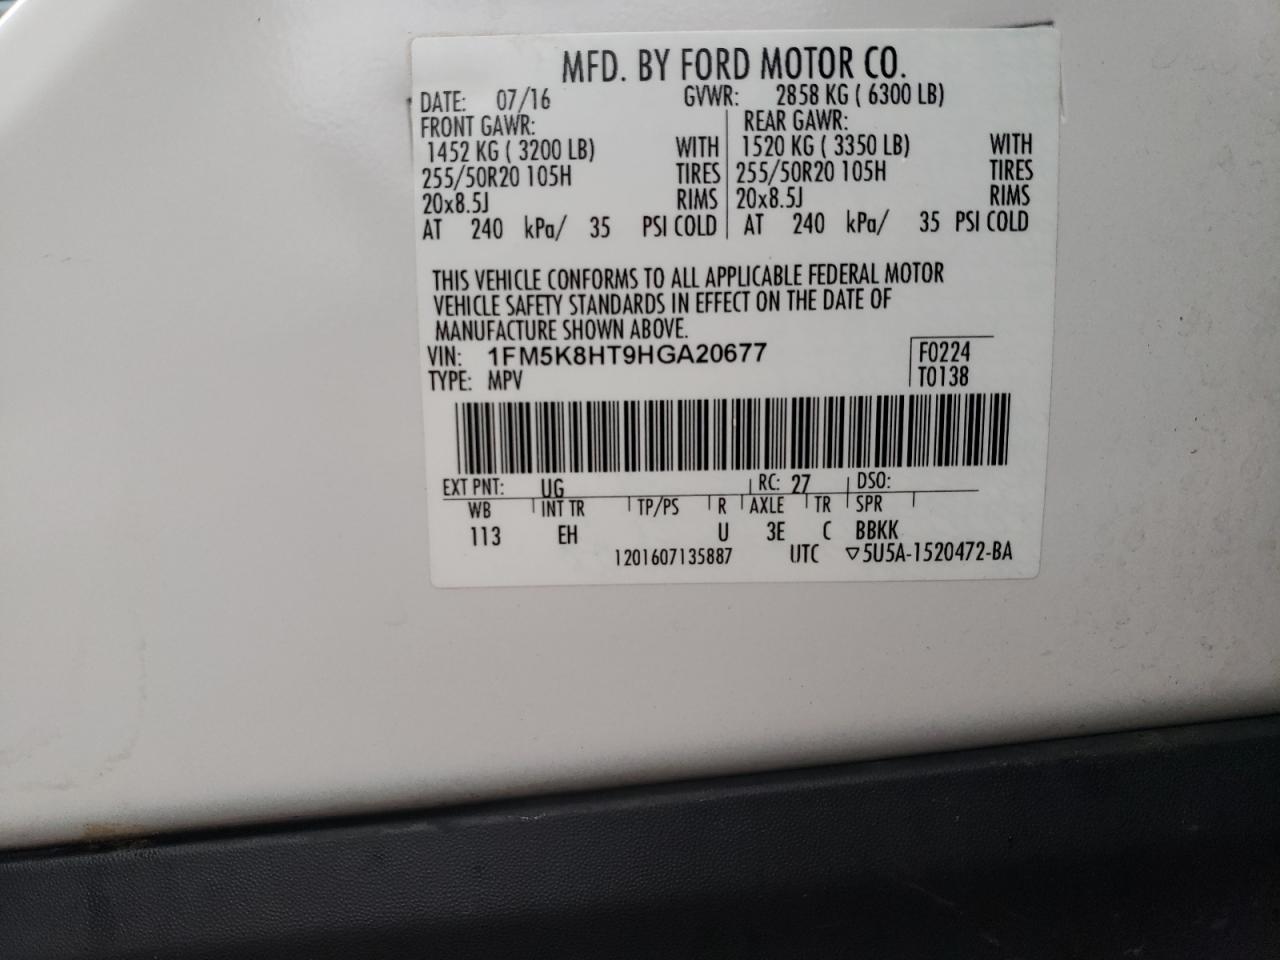 MFD. BY FORD MOTOR CO.
DATE: 07/16 GVWR: 2858 KG ( 6300 LB)
FRONT GAWR: REAR GAWR:
1452 KG ( 3200 LB) WITH 1520 KG ( 3350 LB) WITH
255/50R20 105H TIRES 255/50R20 105H TIRES
20x8.5J RIMS 20x8.5J RIMS
AT 240 kPa/ 35 PSI COLD AT 240 kPa/ 35 PSI COLD
THIS VEHICLE CONFORMS TO ALL APPLICABLE FEDERAL MOTOR
VEHICLE SAFETY STANDARDS IN EFFECT ON THE DATE OF
MANUFACTURE SHOWN ABOVE.
VIN: 1FM5K8HT9HGA20677 F0224
TYPE: MPV T0138
EXT PNT: UG RC: 27 DSO:
WB INT TR TP/PS R AXLE TR SPR
113 EH U 3E C BBKK
1201607135887 UTC ▽5U5A-1520472-BA